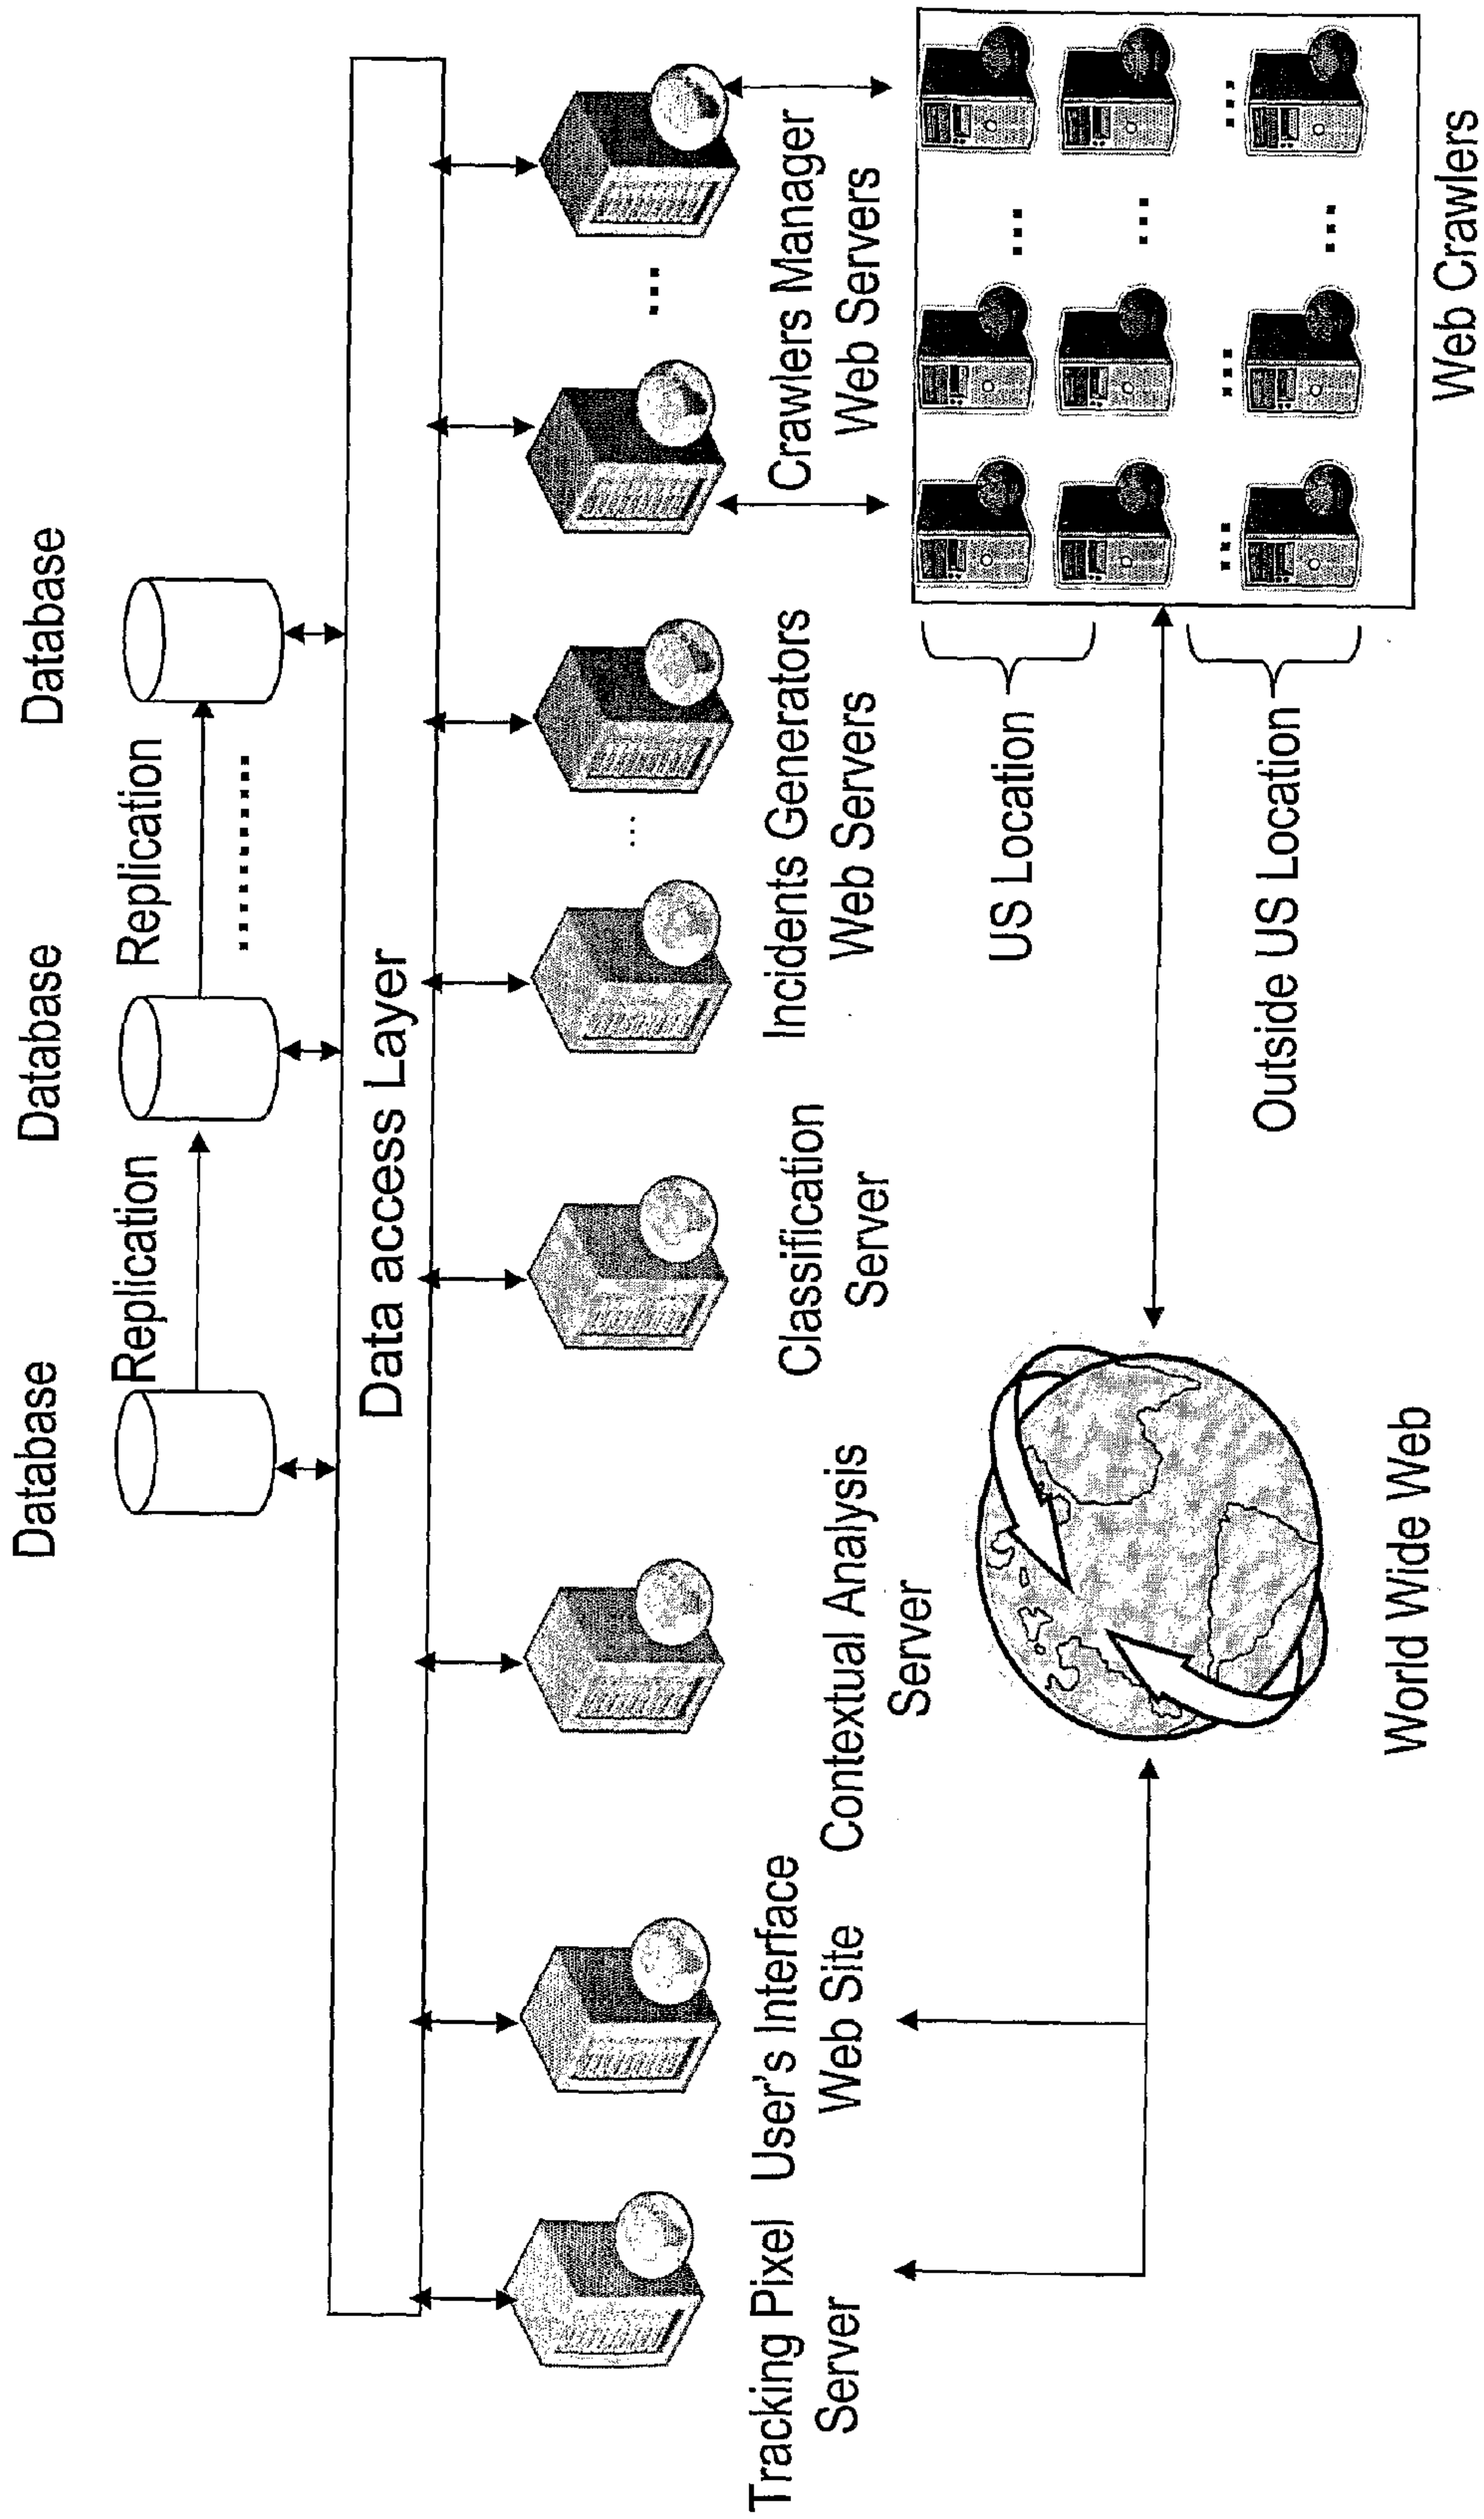 Database
Database
Database
Replication
Replication
Data access Layer
Tracking Pixel
Server
User's Interface
Web Site
Contextual Analysis
Server
Classification
Server
Incidents Generators
Web Servers
Crawlers Manager
Web Servers
US Location
Outside US Location
World Wide Web
Web Crawlers